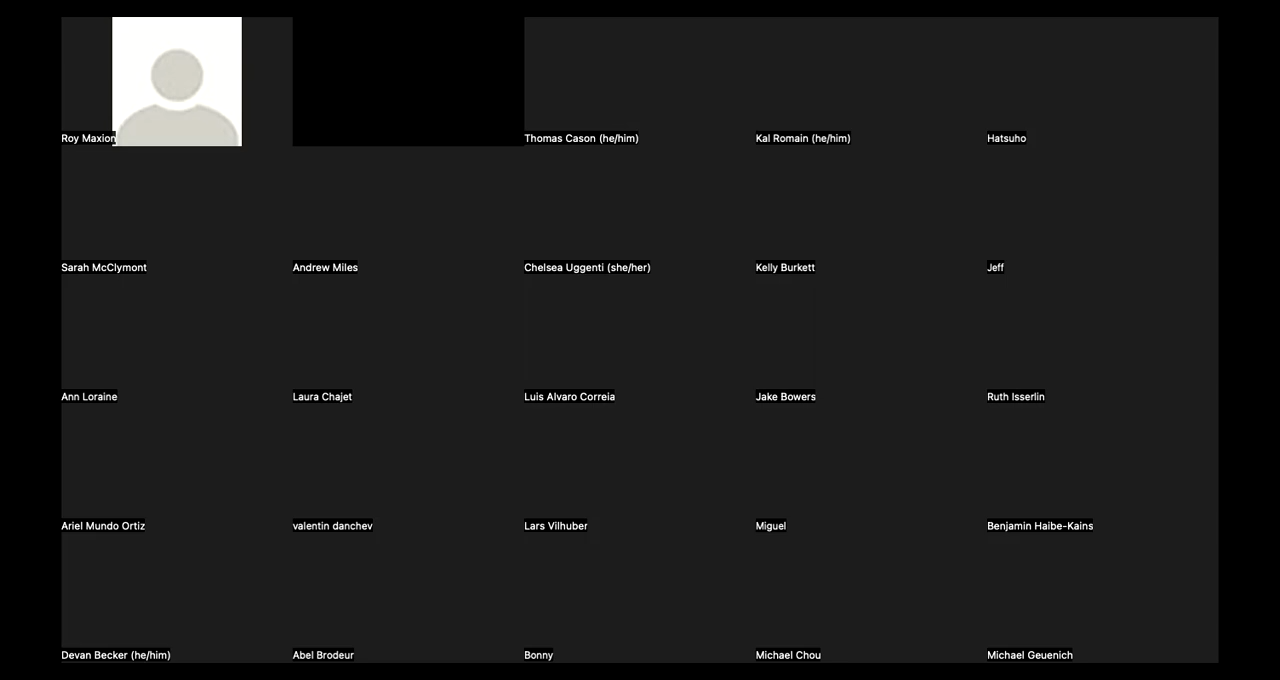 Roy Maxion
Thomas Cason (he/him)
Kal Romain (he/him)
Hatsuho
Sarah McClymont
Andrew Miles
Chelsea Uggenti (she/her)
Kelly Burkett
Jeff
Ann Loraine
Laura Chajet
Luis Alvaro Correia
Jake Bowers
Ruth Isserlin
Ariel Mundo Ortiz
valentin danchev
Lars Vilhuber
Miguel
Benjamin Haibe-Kains
Devan Becker (he/him)
Abel Brodeur
Bonny
Michael Chou
Michael Geuenich